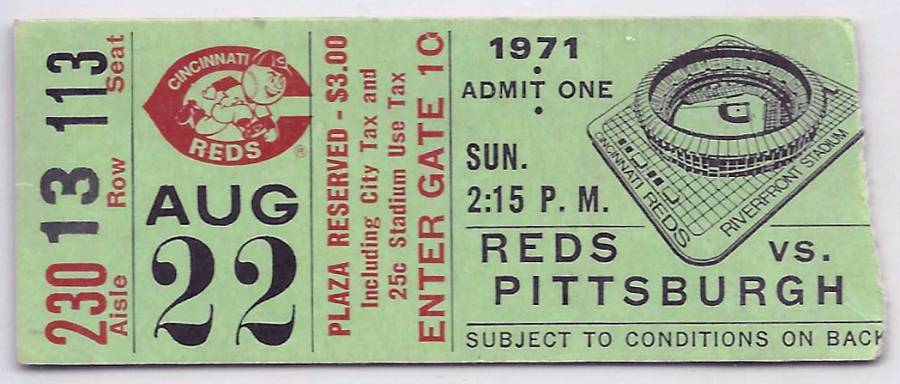 113 Seat
13 Row
230 Aisle
CINCINNATI
REDS
®
AUG
22
PLAZA RESERVED - $3.00
Including City Tax and
25c Stadium Use Tax
ENTER GATE 10
1971
ADMIT ONE
SUN.
2:15 P. M.
CINCINNATI REDS
RIVERFRONT STADIUM
REDS VS.
PITTSBURGH
SUBJECT TO CONDITIONS ON BACK